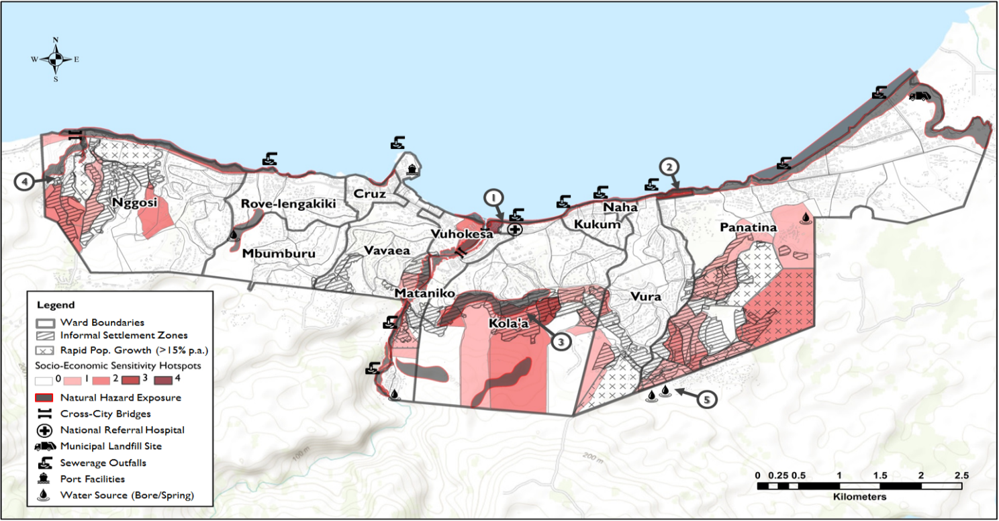 N
W E
S
1
2
4
Nggosi
Rove-lengakiki
Cruz
Vuhokesa
Naha
Kukum
Panatina
Mbumburu
Vavaea
Mataniko
Vura
Kola'a
3
5
Legend
Ward Boundaries
Informal Settlement Zones
Rapid Pop. Growth (>15% p.a.)
Socio-Economic Sensitivity Hotspots
0 1 2 3 4
Natural Hazard Exposure
Cross-City Bridges
National Referral Hospital
Municipal Landfill Site
Sewerage Outfalls
Port Facilities
Water Source (Bore/Spring)
100 m
200 m
0 0.25 0.5 1 1.5 2 2.5
Kilometers